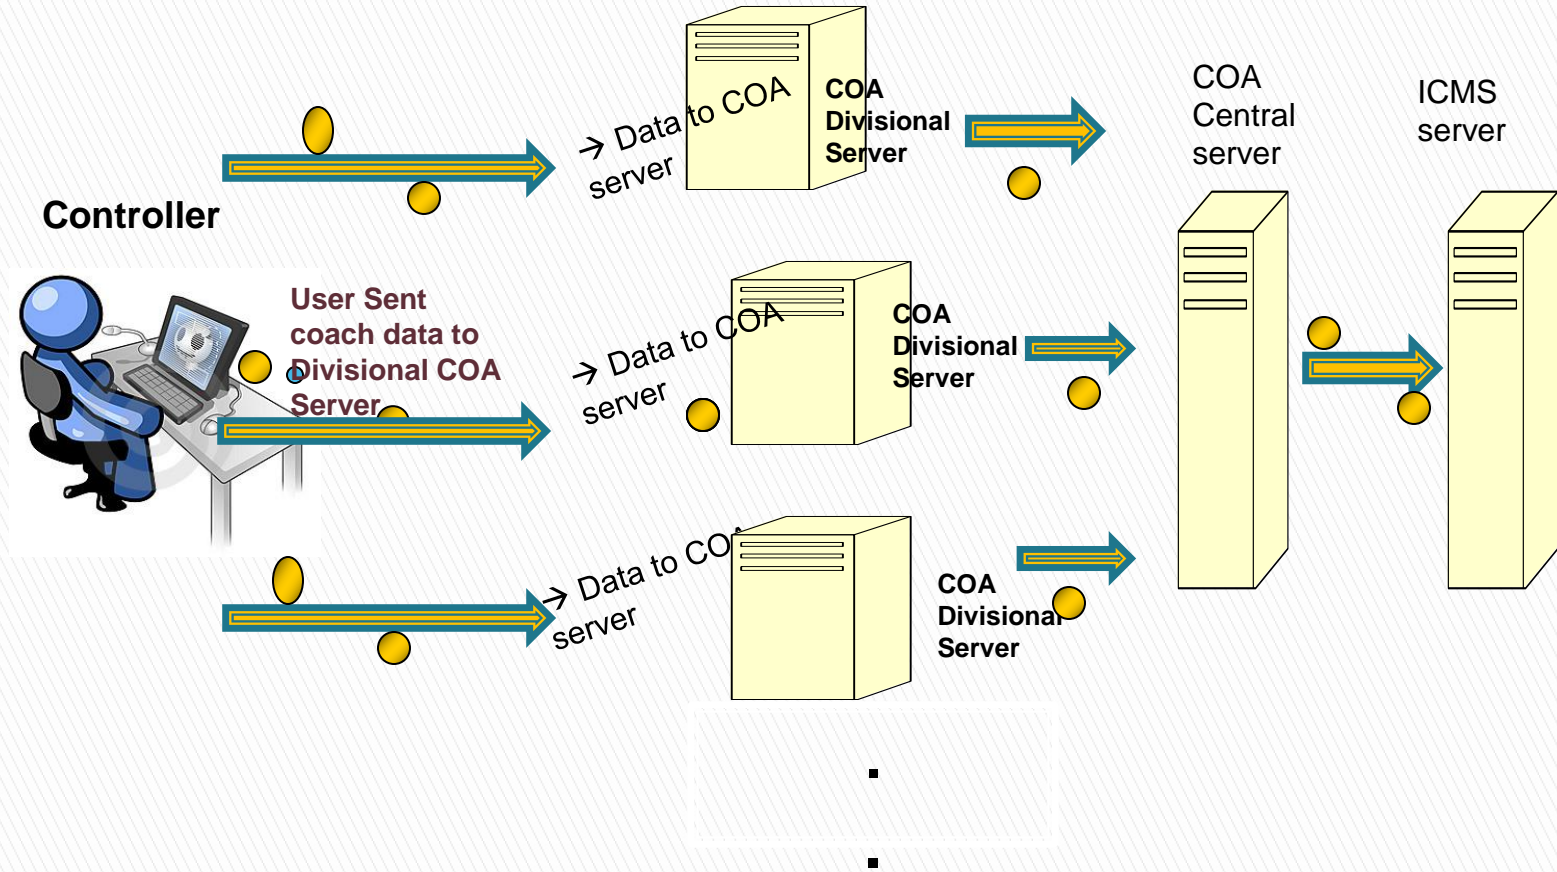 Controller
User Sent
coach data to
Divisional COA
Server
→ Data to COA
server
COA
Divisional
Server
→ Data to COA
server
COA
Divisional
Server
→ Data to COA
server
COA
Divisional
Server
COA
Central
server
ICMS
server